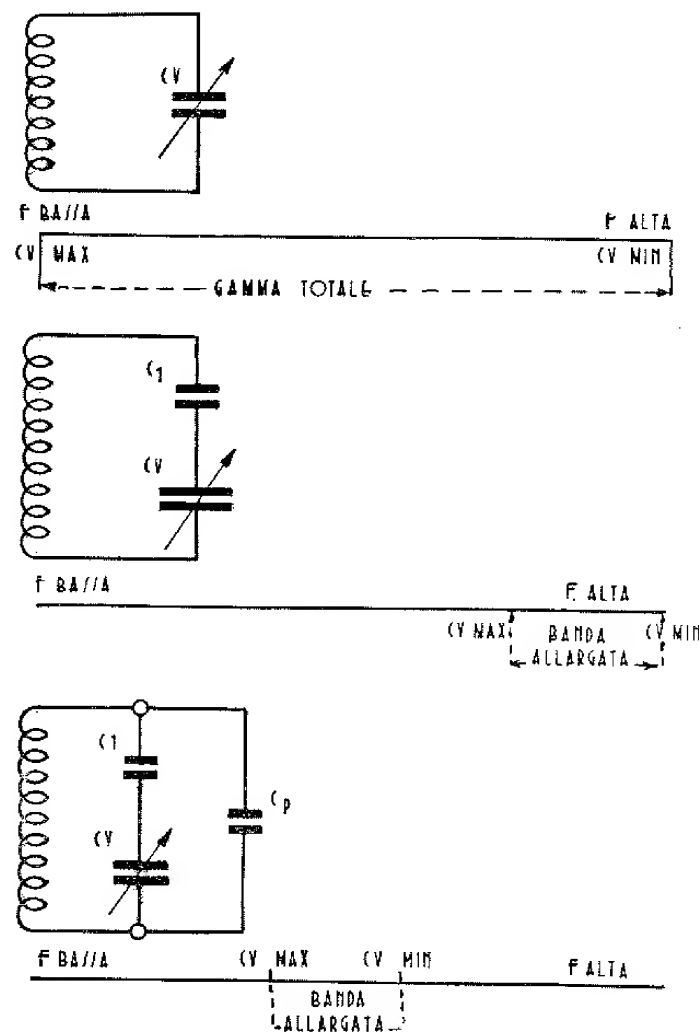 CV
F BASSA F ALTA
CV MAX CV MIN
GAMMA TOTALE
C1
CV
F BASSA F. ALTA
CV MAX BANDA CV MIN
ALLARGATA
C1
Cp
CV
F BASSA CV MAX CV MIN F ALTA
BANDA
ALLARGATA